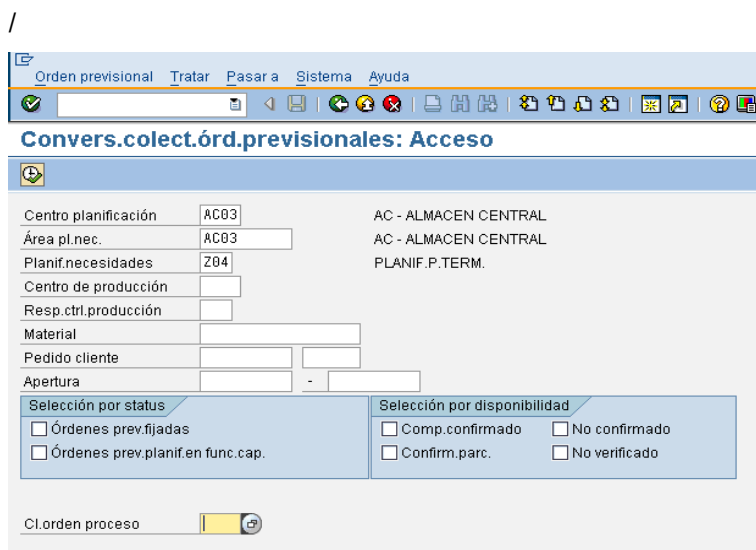 /
Orden previsional Tratar Pasar a Sistema Ayuda
Convers.colect.órd.previsionales: Acceso
Centro planificación AC03 AC - ALMACEN CENTRAL
Área pl.nec. AC03 AC - ALMACEN CENTRAL
Planif.necesidades Z04 PLANIF.P.TERM.
Centro de producción
Resp.ctrl.producción
Material
Pedido cliente
Apertura -
Selección por status Selección por disponibilidad
Órdenes prev.fijadas Comp.confirmado No confirmado
Órdenes prev.planif.en func.cap. Confirm.parc. No verificado
Cl.orden proceso